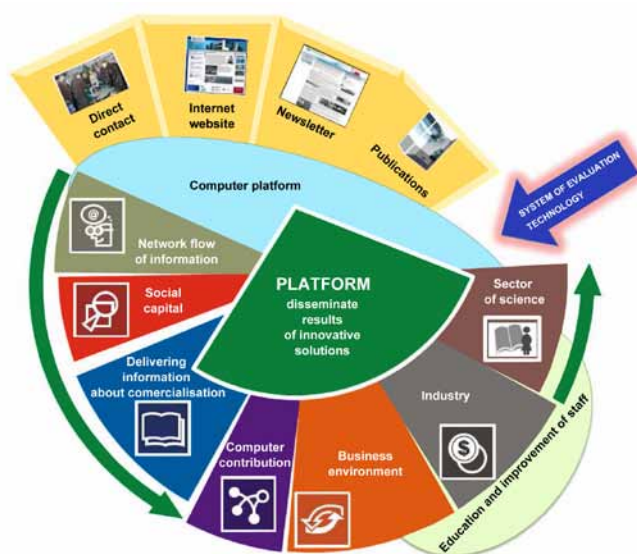 Direct
contact
Internet
website
Newsletter
Publications
Computer platform
SYSTEM OF EVALUATION
TECHNOLOGY
Network flow
of information
Social
capital
Delivering
information
about comercialisation
Computer
contribution
Business
environment
Industry
Sector
of science
PLATFORM
disseminate
results
of innovative
solutions
Education and improvement of staff
@
$